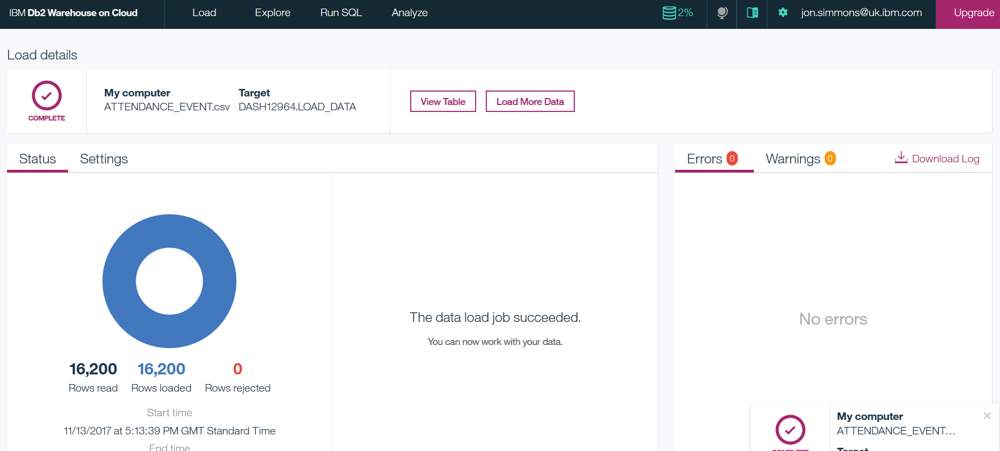 IBM Db2 Warehouse on Cloud
Load
Explore
Run SQL
Analyze
2%
jon.simmons@uk.ibm.com
Upgrade
Load details
COMPLETE
My computer
ATTENDANCE_EVENT.csv
Target
DASH12964.LOAD_DATA
View Table
Load More Data
Status
Settings
16,200
Rows read
16,200
Rows loaded
0
Rows rejected
Start time
11/13/2017 at 5:13:39 PM GMT Standard Time
End time
The data load job succeeded.
You can now work with your data.
Errors 0
Warnings 0
Download Log
No errors
COMPLETE
My computer
ATTENDANCE_EVENT...
Target